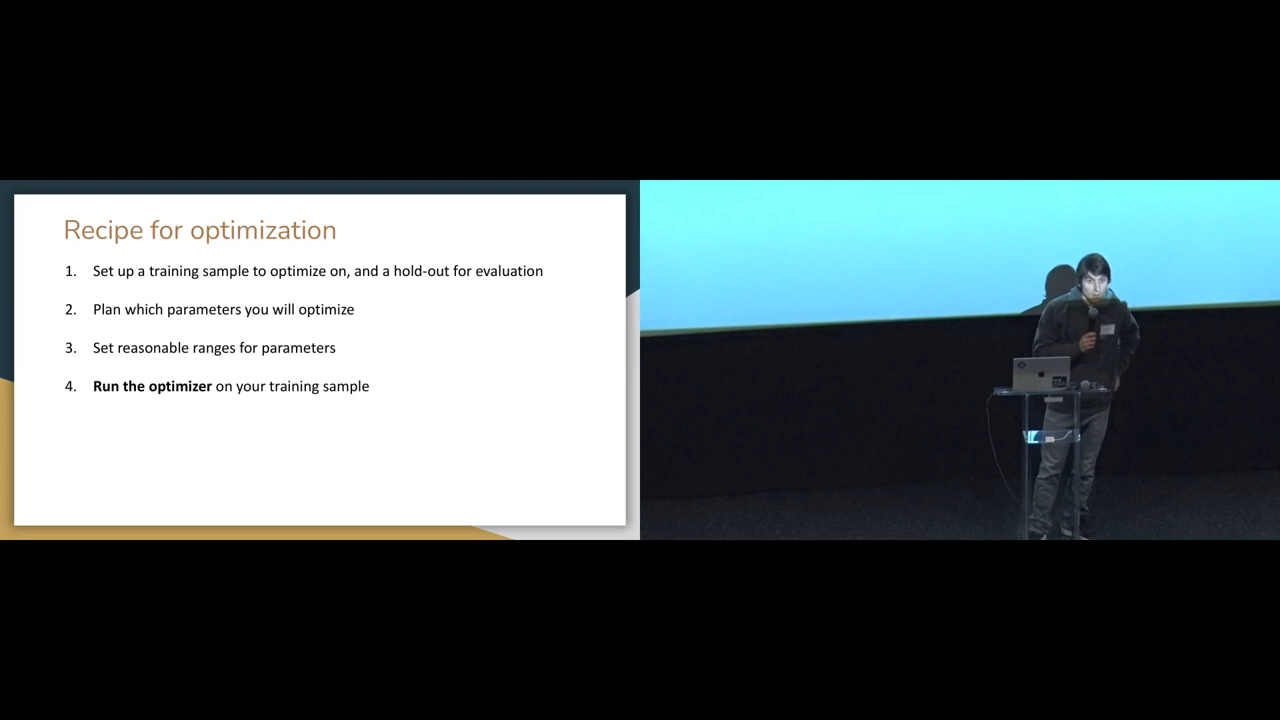 Recipe for optimization
1. Set up a training sample to optimize on, and a hold-out for evaluation
2. Plan which parameters you will optimize
3. Set reasonable ranges for parameters
4. Run the optimizer on your training sample